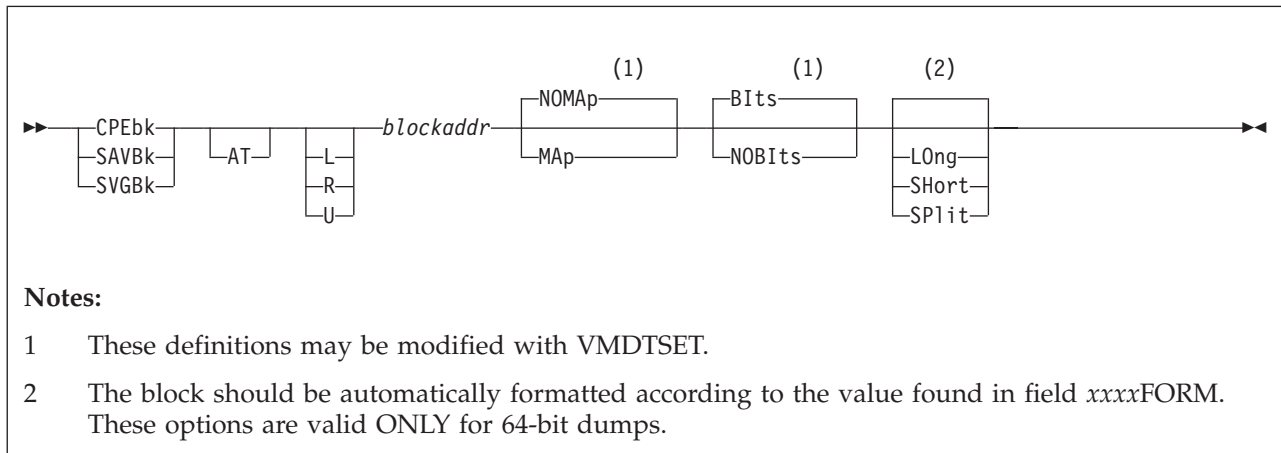 (1) (1) (2)
NOMAp BIts
CPEbk AT L blockaddr MAp NOBIts LOng
SAVBk R SHort
SVGBk U SPlit
Notes:
1 These definitions may be modified with VMDTSET.
2 The block should be automatically formatted according to the value found in field xxxxFORM.
These options are valid ONLY for 64-bit dumps.